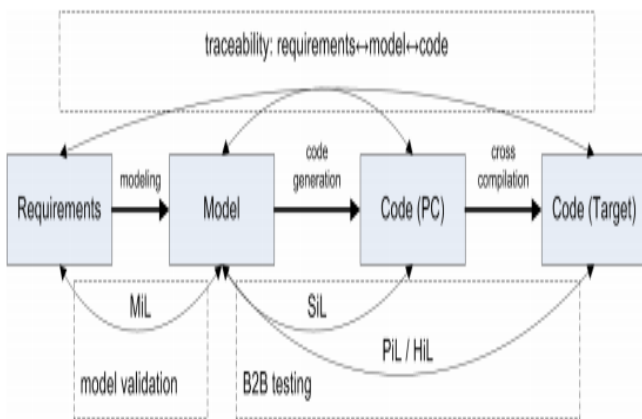 traceability: requirements↔model↔code
modeling
code
generation
cross
compilation
Requirements
Model
Code (PC)
Code (Target)
MiL
SiL
PiL / HiL
model validation
B2B testing